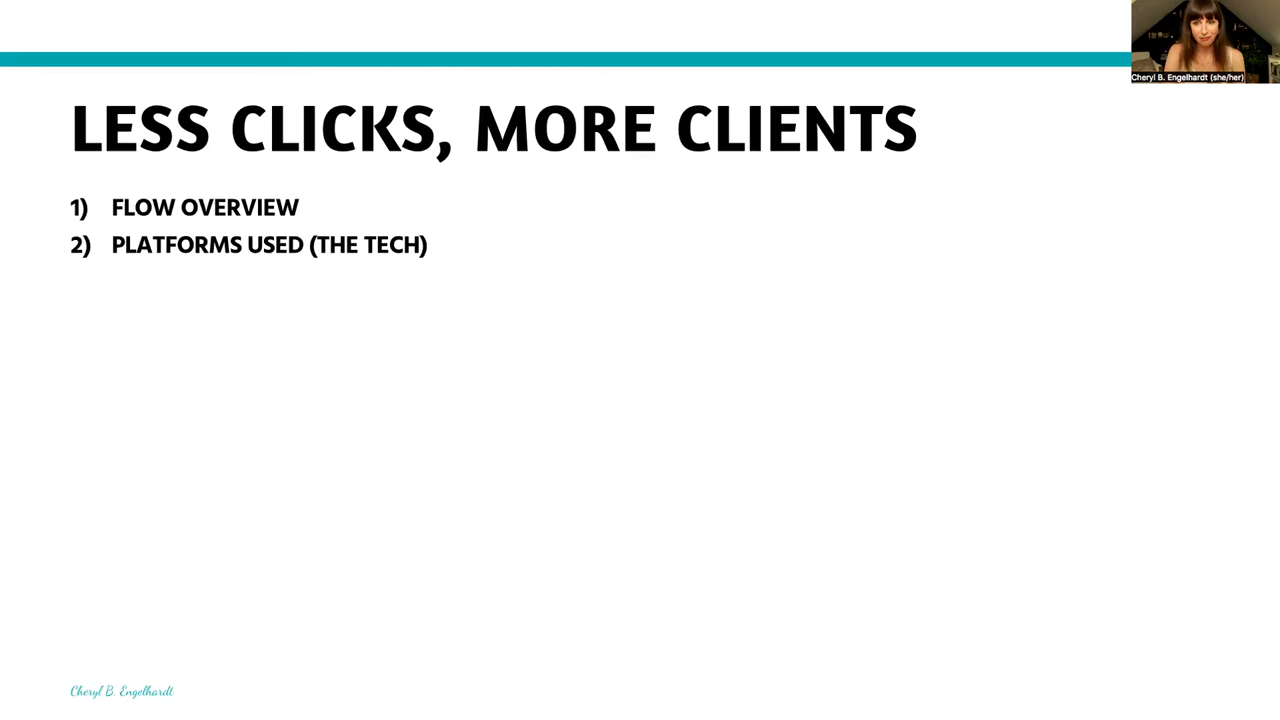 Cheryl B. Engelhardt (she/her)
LESS CLICKS, MORE CLIENTS
1) FLOW OVERVIEW
2) PLATFORMS USED (THE TECH)
Cheryl B. Engelhardt